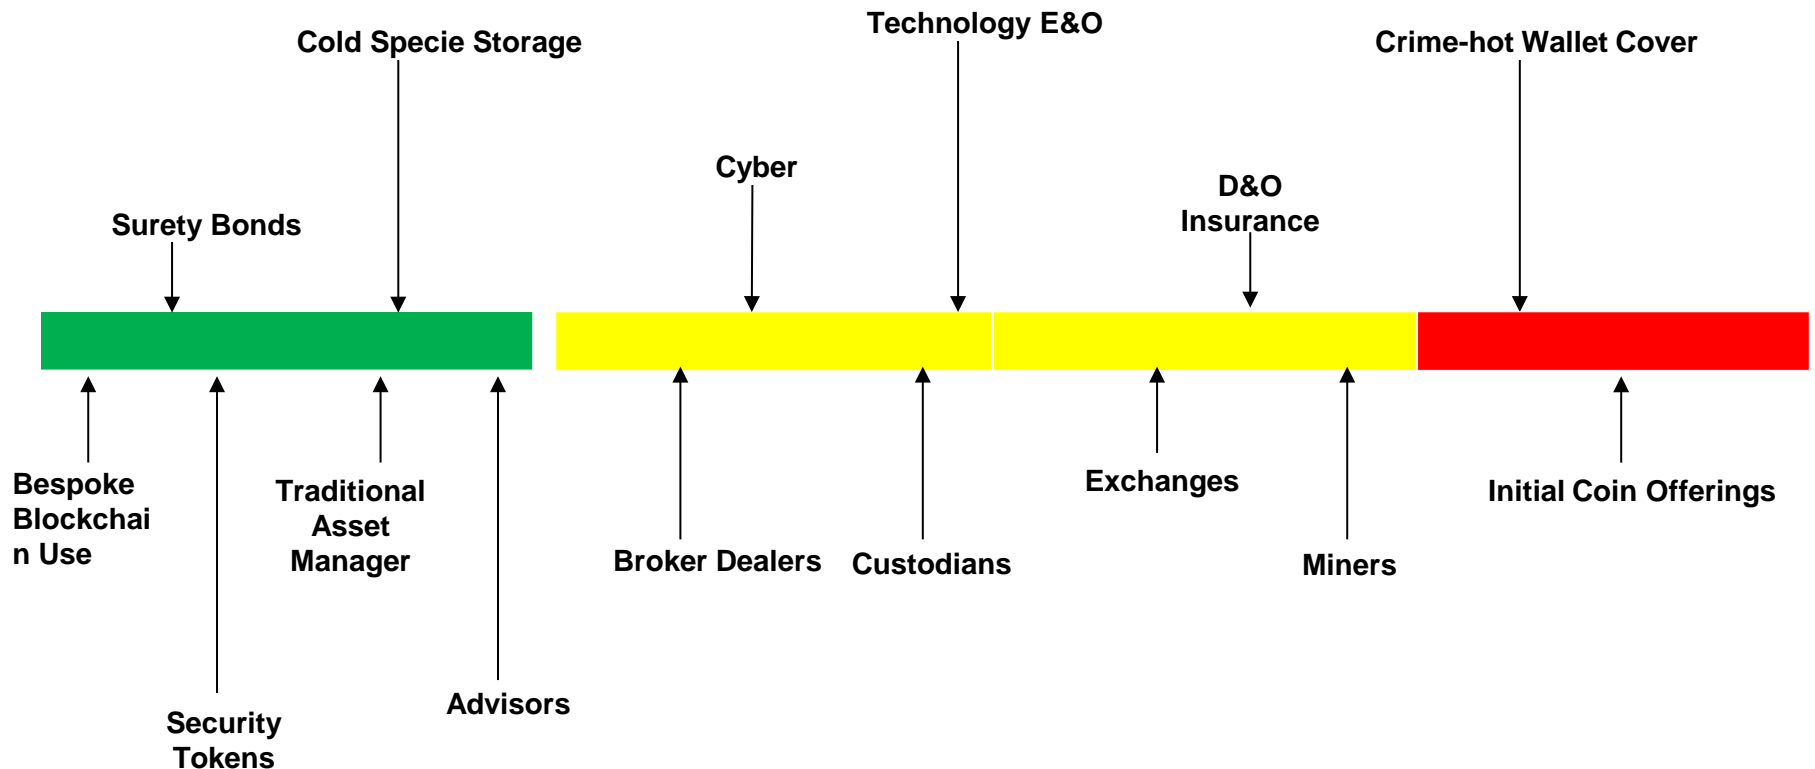 Technology E&O
Cold Specie Storage
Crime-hot Wallet Cover
Cyber
D&O
Insurance
Surety Bonds
Bespoke
Blockchai
n Use
Traditional
Asset
Manager
Exchanges
Initial Coin Offerings
Broker Dealers
Custodians
Miners
Advisors
Security
Tokens